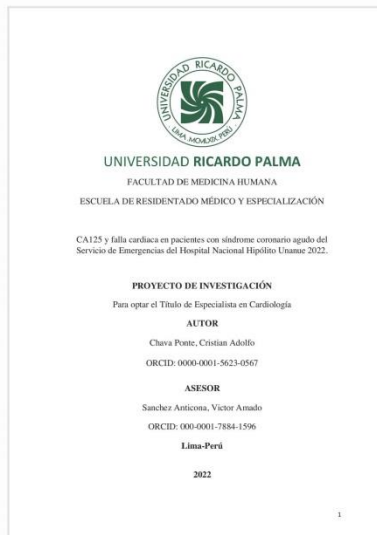 UNIVERSIDAD RICARDO PALMA
LIMA MCMLXIX PERÚ
UNIVERSIDAD RICARDO PALMA
FACULTAD DE MEDICINA HUMANA
ESCUELA DE RESIDENTADO MÉDICO Y ESPECIALIZACIÓN
CA125 y falla cardiaca en pacientes con síndrome coronario agudo del
Servicio de Emergencias del Hospital Nacional Hipólito Unanue 2022.
PROYECTO DE INVESTIGACIÓN
Para optar el Título de Especialista en Cardiología
AUTOR
Chava Ponte, Cristian Adolfo
ORCID: 0000-0001-5623-0567
ASESOR
Sanchez Anticona, Victor Amado
ORCID: 000-0001-7884-1596
Lima-Perú
2022
1